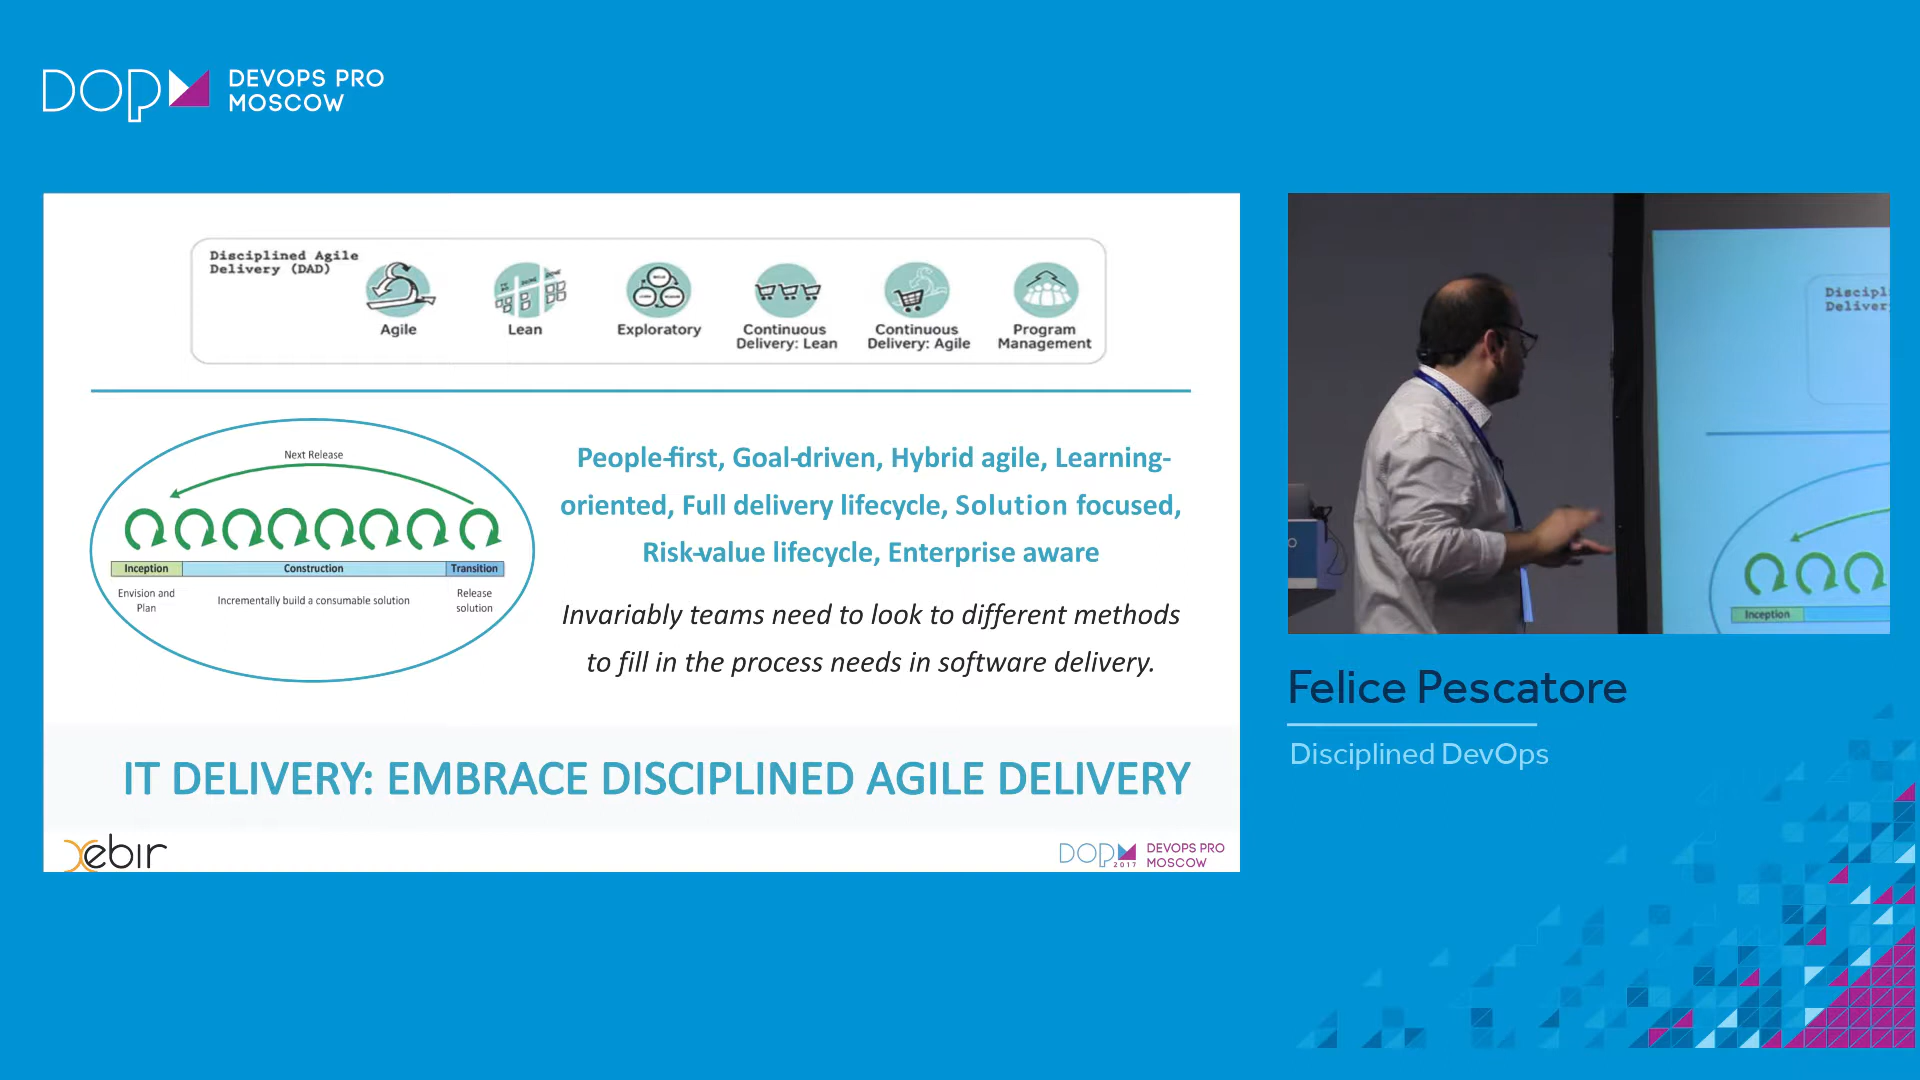 DOP DEVOPS PRO
MOSCOW
Disciplined Agile
Delivery (DAD)
Agile
Lean
Exploratory
Continuous
Delivery: Lean
Continuous
Delivery: Agile
Program
Management
Next Release
Inception
Construction
Transition
Envision and
Plan
Incrementally build a consumable solution
Release
solution
People-first, Goal-driven, Hybrid agile, Learning-
oriented, Full delivery lifecycle, Solution focused,
Risk-value lifecycle, Enterprise aware
Invariably teams need to look to different methods
to fill in the process needs in software delivery.
IT DELIVERY: EMBRACE DISCIPLINED AGILE DELIVERY
xebir
DOP 2017 DEVOPS PRO
MOSCOW
Discipl
Deliver
Inception
Felice Pescatore
Disciplined DevOps